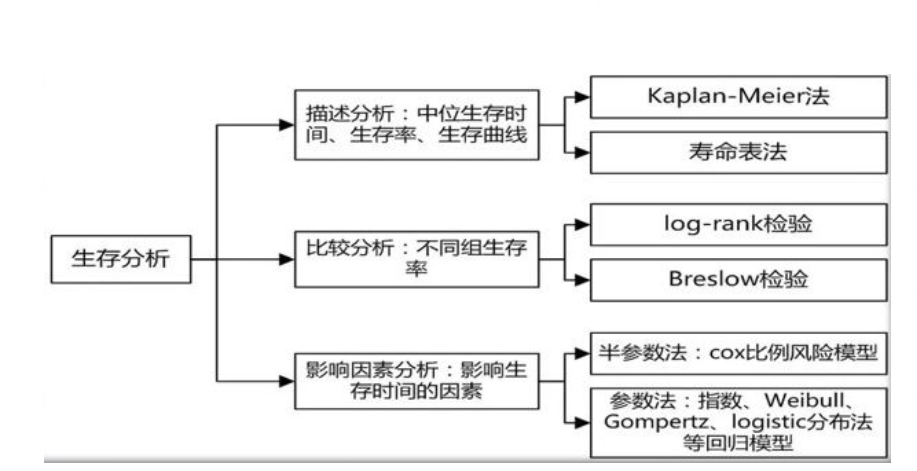 生存分析
描述分析：中位生存时
间、生存率、生存曲线
Kaplan-Meier法
寿命表法
比较分析：不同组生存
率
log-rank检验
Breslow检验
影响因素分析：影响生
存时间的因素
半参数法：cox比例风险模型
参数法：指数、Weibull、
Gompertz、logistic分布法
等回归模型